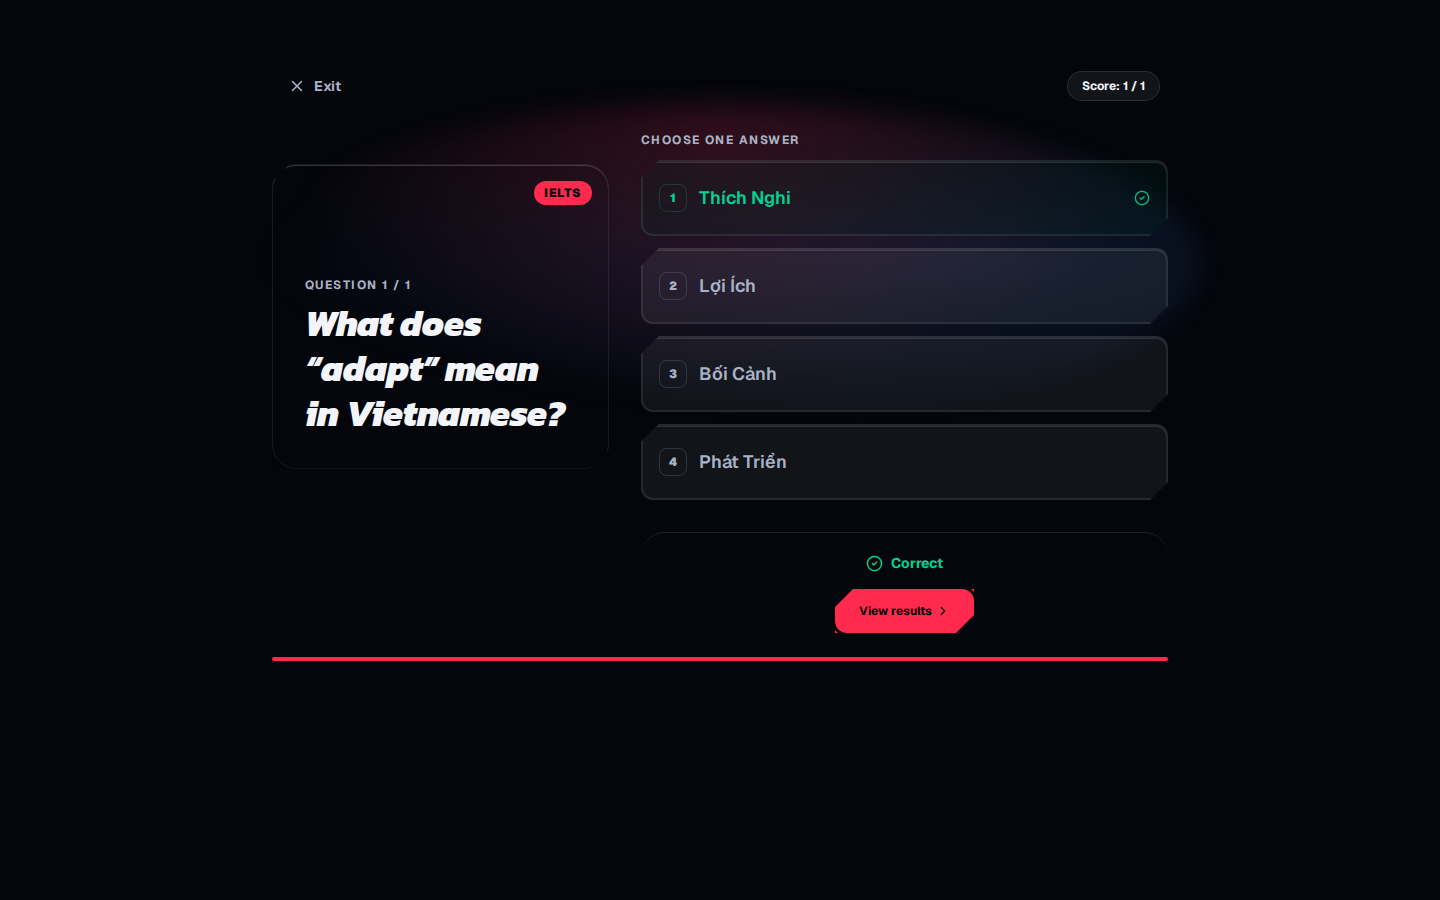 Exit
Score: 1 / 1
IELTS
QUESTION 1 / 1
What does
“adapt” mean
in Vietnamese?
CHOOSE ONE ANSWER
1 Thích Nghi
2 Lợi Ích
3 Bối Cảnh
4 Phát Triển
Correct
View results